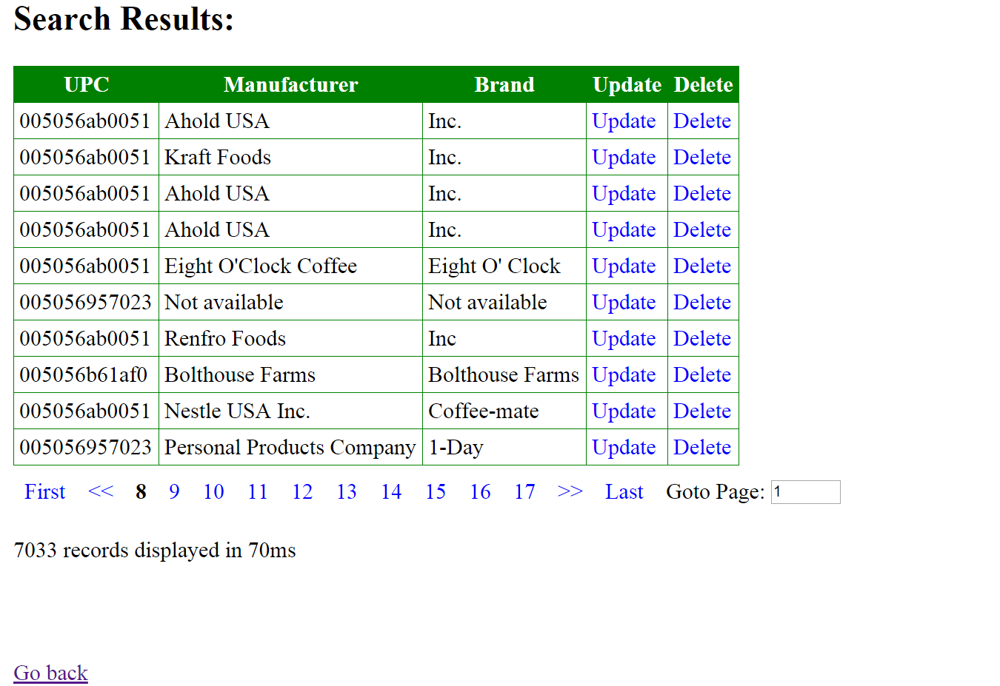 Search Results:
UPC Manufacturer Brand Update Delete
005056ab0051 Ahold USA Inc. Update Delete
005056ab0051 Kraft Foods Inc. Update Delete
005056ab0051 Ahold USA Inc. Update Delete
005056ab0051 Ahold USA Inc. Update Delete
005056ab0051 Eight O'Clock Coffee Eight O' Clock Update Delete
005056957023 Not available Not available Update Delete
005056ab0051 Renfro Foods Inc Update Delete
005056b61af0 Bolthouse Farms Bolthouse Farms Update Delete
005056ab0051 Nestle USA Inc. Coffee-mate Update Delete
005056957023 Personal Products Company 1-Day Update Delete
First << 8 9 10 11 12 13 14 15 16 17 >> Last Goto Page: 1
7033 records displayed in 70ms
Go back